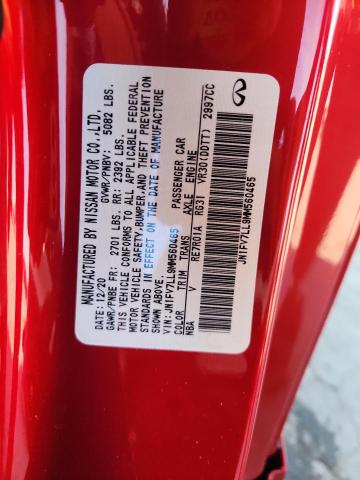 MANUFACTURED BY NISSAN MOTOR CO.,LTD.
DATE: 12/20 GVWR/PNBV: 5082 LBS.
GAWR/PNBE FR: 2701 LBS. RR: 2392 LBS.
THIS VEHICLE CONFORMS TO ALL APPLICABLE FEDERAL
MOTOR VEHICLE SAFETY,BUMPER,AND THEFT PREVENTION
STANDARDS IN EFFECT ON THE DATE OF MANUFACTURE
SHOWN ABOVE.
VIN: JN1FV7LL9MM560465 PASSENGER CAR
COLOR TRIM TRANS AXLE ENGINE
NBA V RE7R01A RG31 VR30(DDTT) 2997CC
JN1FV7LL9MM560465